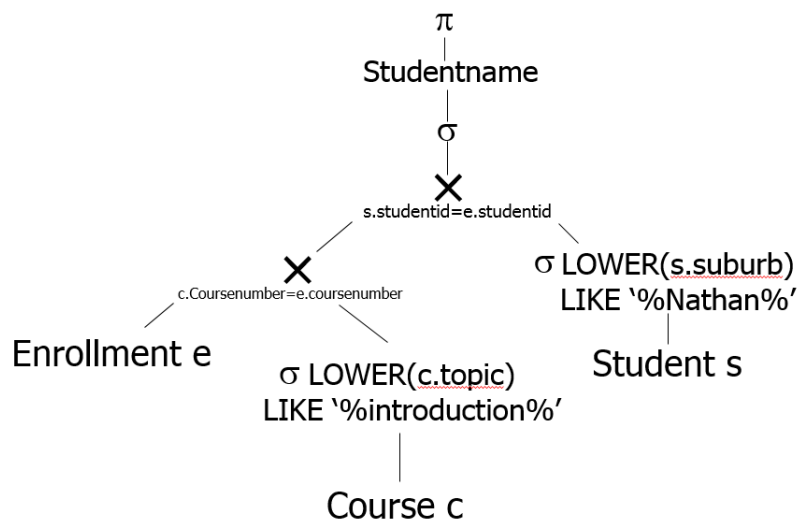 π
Studentname
σ
×
s.studentid=e.studentid
×
c.Coursenumber=e.coursenumber
σ LOWER(s.suburb)
LIKE ‘%Nathan%’
Enrollment e
Student s
σ LOWER(c.topic)
LIKE ‘%introduction%’
Course c